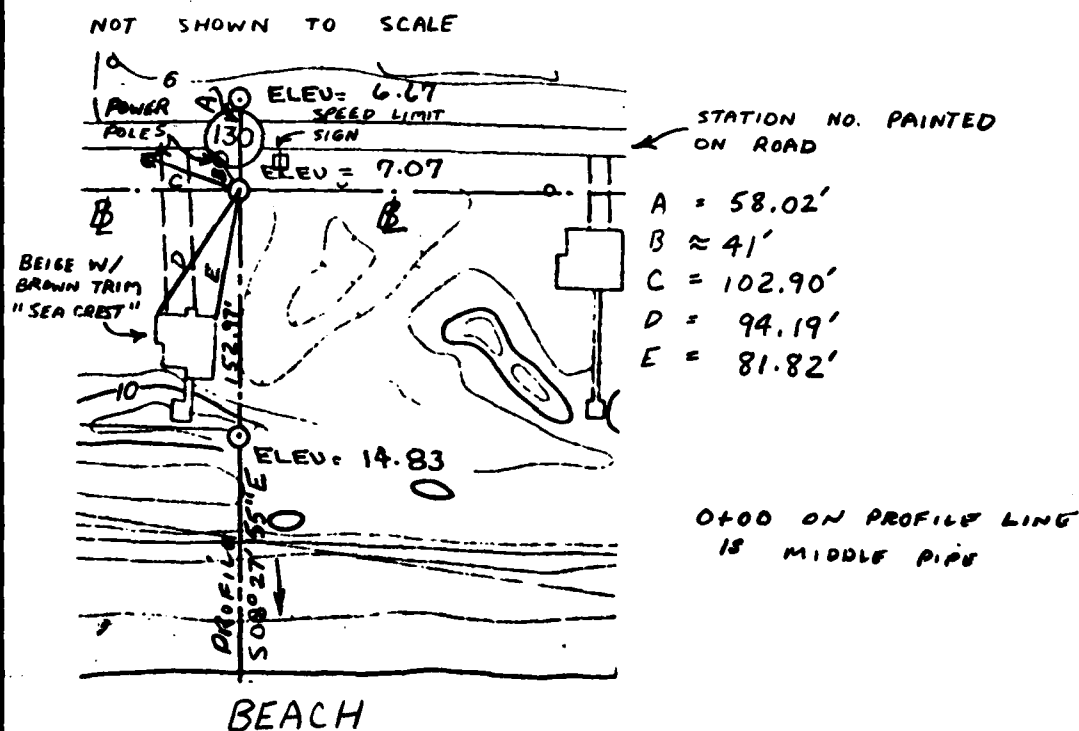 NOT SHOWN TO SCALE
6
A
ELEV= 6.67
POWER
POLES
130
SPEED LIMIT
SIGN
STATION NO. PAINTED
ON ROAD
B
ELEV = 7.07
C
BL
BL
A = 58.02'
B ≈ 41'
C = 102.90'
D = 94.19'
E = 81.82'
D
E
BEIGE W/
BROWN TRIM
"SEA CREST"
152.97'
10
ELEV= 14.83
PROFILE
S08°27'55"E
0+00 ON PROFILE LINE
IS MIDDLE PIPE
BEACH